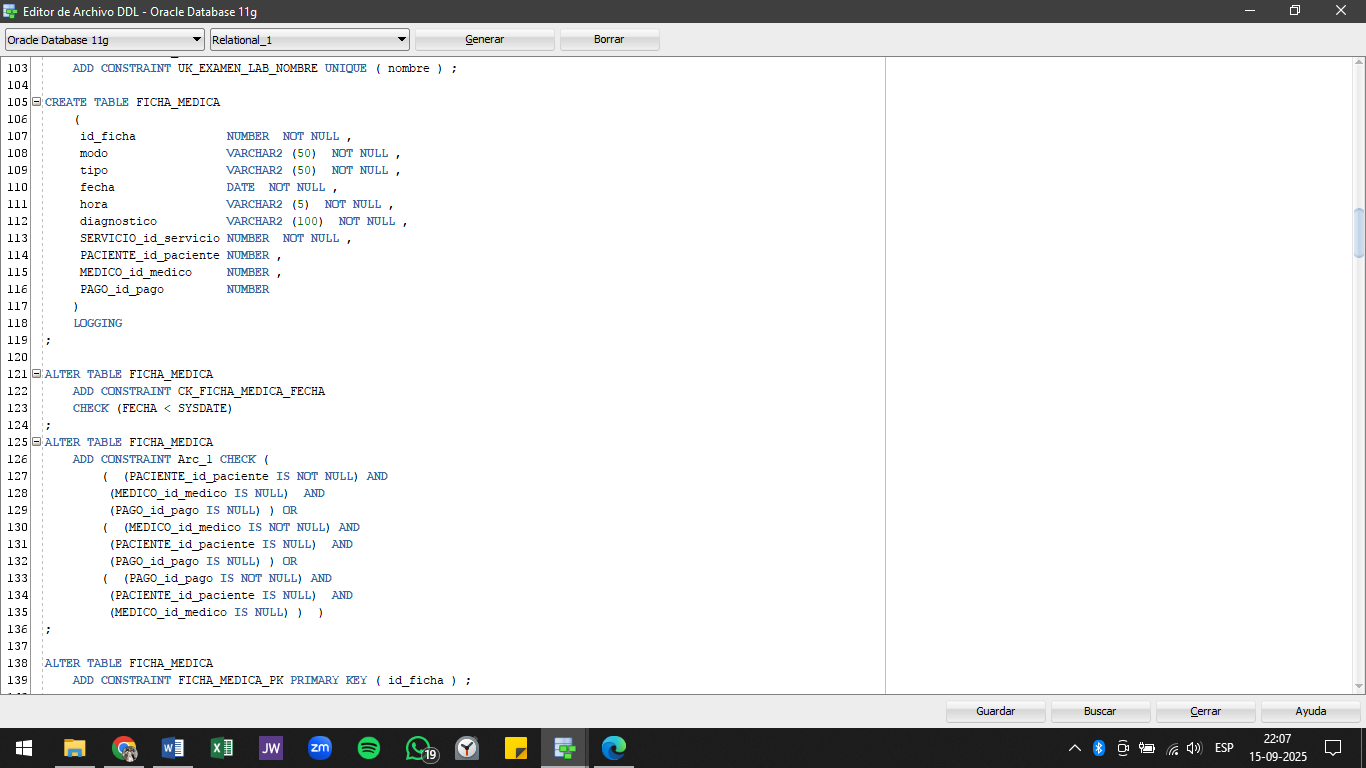 Editor de Archivo DDL - Oracle Database 11g
Oracle Database 11g Relational_1 Generar Borrar
103 ADD CONSTRAINT UK_EXAMEN_LAB_NOMBRE UNIQUE ( nombre ) ;
104
105 CREATE TABLE FICHA_MEDICA
106 (
107 id_ficha NUMBER NOT NULL ,
108 modo VARCHAR2 (50) NOT NULL ,
109 tipo VARCHAR2 (50) NOT NULL ,
110 fecha DATE NOT NULL ,
111 hora VARCHAR2 (5) NOT NULL ,
112 diagnostico VARCHAR2 (100) NOT NULL ,
113 SERVICIO_id_servicio NUMBER NOT NULL ,
114 PACIENTE_id_paciente NUMBER ,
115 MEDICO_id_medico NUMBER ,
116 PAGO_id_pago NUMBER
117 )
118 LOGGING
119 ;
120
121 ALTER TABLE FICHA_MEDICA
122 ADD CONSTRAINT CK_FICHA_MEDICA_FECHA
123 CHECK (FECHA < SYSDATE)
124 ;
125 ALTER TABLE FICHA_MEDICA
126 ADD CONSTRAINT Arc_1 CHECK (
127 ( (PACIENTE_id_paciente IS NOT NULL) AND
128 (MEDICO_id_medico IS NULL) AND
129 (PAGO_id_pago IS NULL) ) OR
130 ( (MEDICO_id_medico IS NOT NULL) AND
131 (PACIENTE_id_paciente IS NULL) AND
132 (PAGO_id_pago IS NULL) ) OR
133 ( (PAGO_id_pago IS NOT NULL) AND
134 (PACIENTE_id_paciente IS NULL) AND
135 (MEDICO_id_medico IS NULL) ) )
136 ;
137
138 ALTER TABLE FICHA_MEDICA
139 ADD CONSTRAINT FICHA_MEDICA_PK PRIMARY KEY ( id_ficha ) ;
Guardar Buscar Cerrar Ayuda
JW zm 19 ESP 22:07
15-09-2025